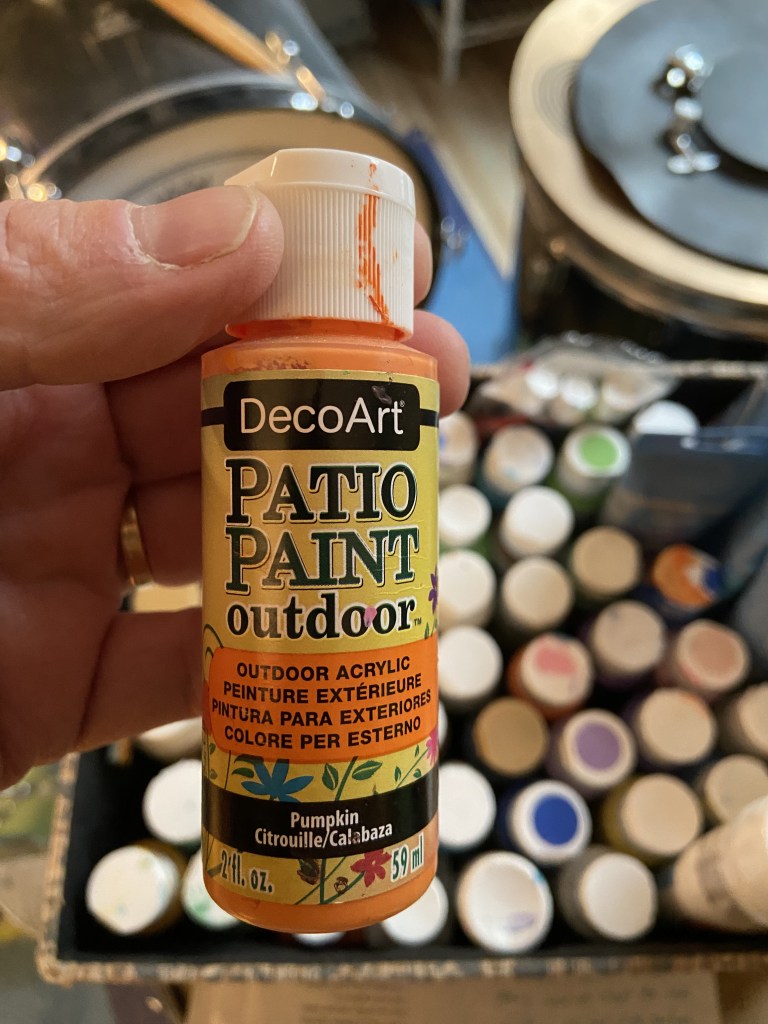 DecoArt®
PATIO
PAINT
outdoor™
OUTDOOR ACRYLIC
PEINTURE EXTÉRIEURE
PINTURA PARA EXTERIORES
COLORE PER ESTERNO
Pumpkin
Citrouille/Calabaza
2 fl. oz. 59 ml